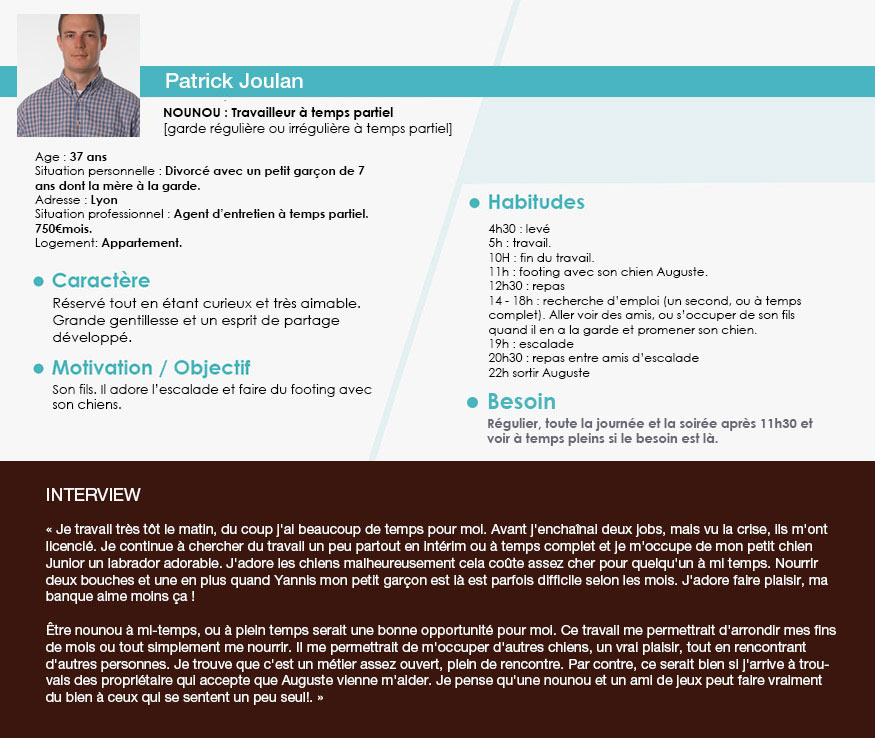 Patrick Joulan
NOUNOU : Travailleur à temps partiel
[garde régulière ou irrégulière à temps partiel]
Age : 37 ans
Situation personnelle : Divorcé avec un petit garçon de 7
ans dont la mère à la garde.
Adresse : Lyon
Situation professionnel : Agent d'entretien à temps partiel.
750€mois.
Logement: Appartement.
Caractère
Réservé tout en étant curieux et très aimable.
Grande gentillesse et un esprit de partage
développé.
Motivation / Objectif
Son fils. Il adore l'escalade et faire du footing avec
son chiens.
Habitudes
4h30 : levé
5h : travail.
10H : fin du travail.
11h : footing avec son chien Auguste.
12h30 : repas
14 - 18h : recherche d'emploi (un second, ou à temps
complet). Aller voir des amis, ou s'occuper de son fils
quand il en a la garde et promener son chien.
19h : escalade
20h30 : repas entre amis d'escalade
22h sortir Auguste
Besoin
Régulier, toute la journée et la soirée après 11h30 et
voir à temps pleins si le besoin est là.
INTERVIEW
« Je travail très tôt le matin, du coup j'ai beaucoup de temps pour moi. Avant j'enchaînai deux jobs, mais vu la crise, ils m'ont
licencié. Je continue à chercher du travail un peu partout en intérim ou à temps complet et je m'occupe de mon petit chien
Junior un labrador adorable. J'adore les chiens malheureusement cela coûte assez cher pour quelqu'un à mi temps. Nourrir
deux bouches et une en plus quand Yannis mon petit garçon est là est parfois difficile selon les mois. J'adore faire plaisir, ma
banque aime moins ça !
Être nounou à mi-temps, ou à plein temps serait une bonne opportunité pour moi. Ce travail me permettrait d'arrondir mes fins
de mois ou tout simplement me nourrir. Il me permettrait de m'occuper d'autres chiens, un vrai plaisir, tout en rencontrant
d'autres personnes. Je trouve que c'est un métier assez ouvert, plein de rencontre. Par contre, ce serait bien si j'arrive à trou-
vais des propriétaire qui accepte que Auguste vienne m'aider. Je pense qu'une nounou et un ami de jeux peut faire vraiment
du bien à ceux qui se sentent un peu seul!. »